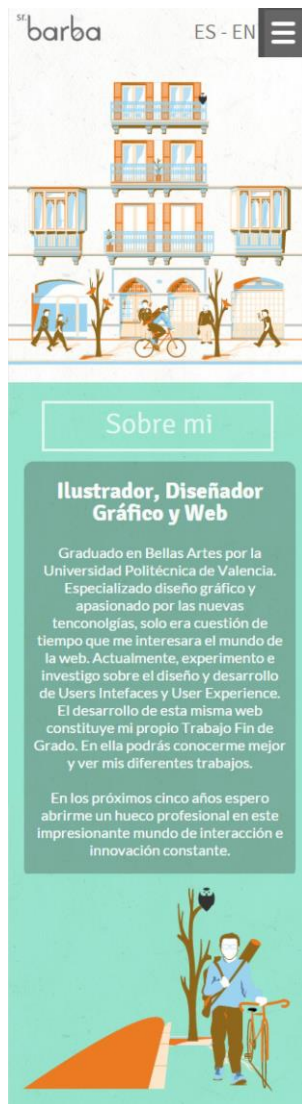 sr.
barba
ES - EN
Sobre mi
Ilustrador, Diseñador
Gráfico y Web
Graduado en Bellas Artes por la
Universidad Politécnica de Valencia.
Especializado diseño gráfico y
apasionado por las nuevas
tenconolgías, solo era cuestión de
tiempo que me interesara el mundo de
la web. Actualmente, experimento e
investigo sobre el diseño y desarrollo
de Users Intefaces y User Experience.
El desarrollo de esta misma web
constituye mi propio Trabajo Fin de
Grado. En ella podrás conocerme mejor
y ver mis diferentes trabajos.
En los próximos cinco años espero
abrirme un hueco profesional en este
impresionante mundo de interacción e
innovación constante.